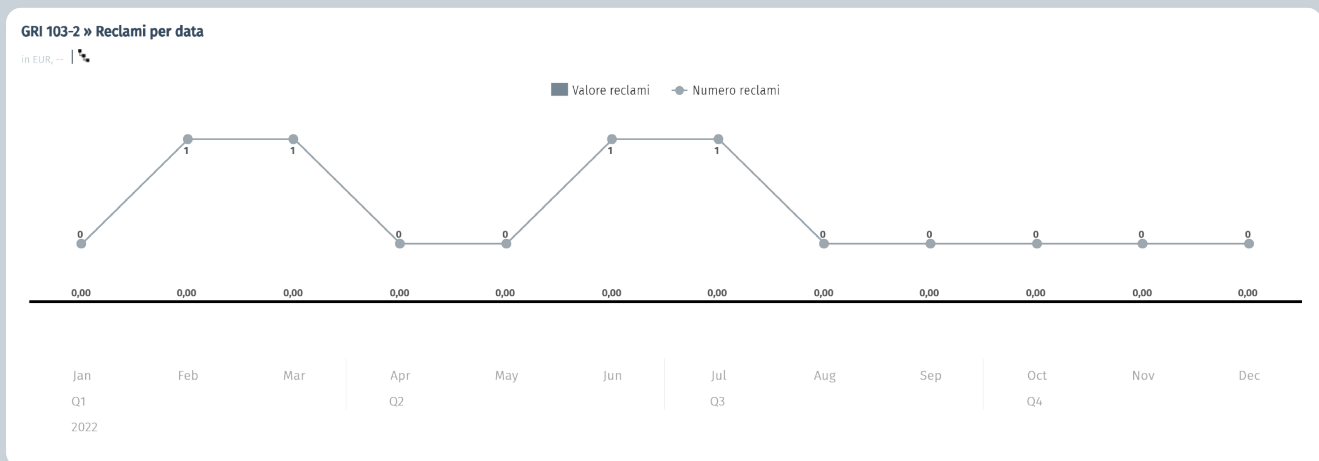 GRI 103-2 » Reclami per data
in EUR, --
Valore reclami Numero reclami
1 1 1 1
0 0 0 0 0 0 0 0
0,00 0,00 0,00 0,00 0,00 0,00 0,00 0,00 0,00 0,00 0,00 0,00
Jan Feb Mar Apr May Jun Jul Aug Sep Oct Nov Dec
Q1 Q2 Q3 Q4
2022